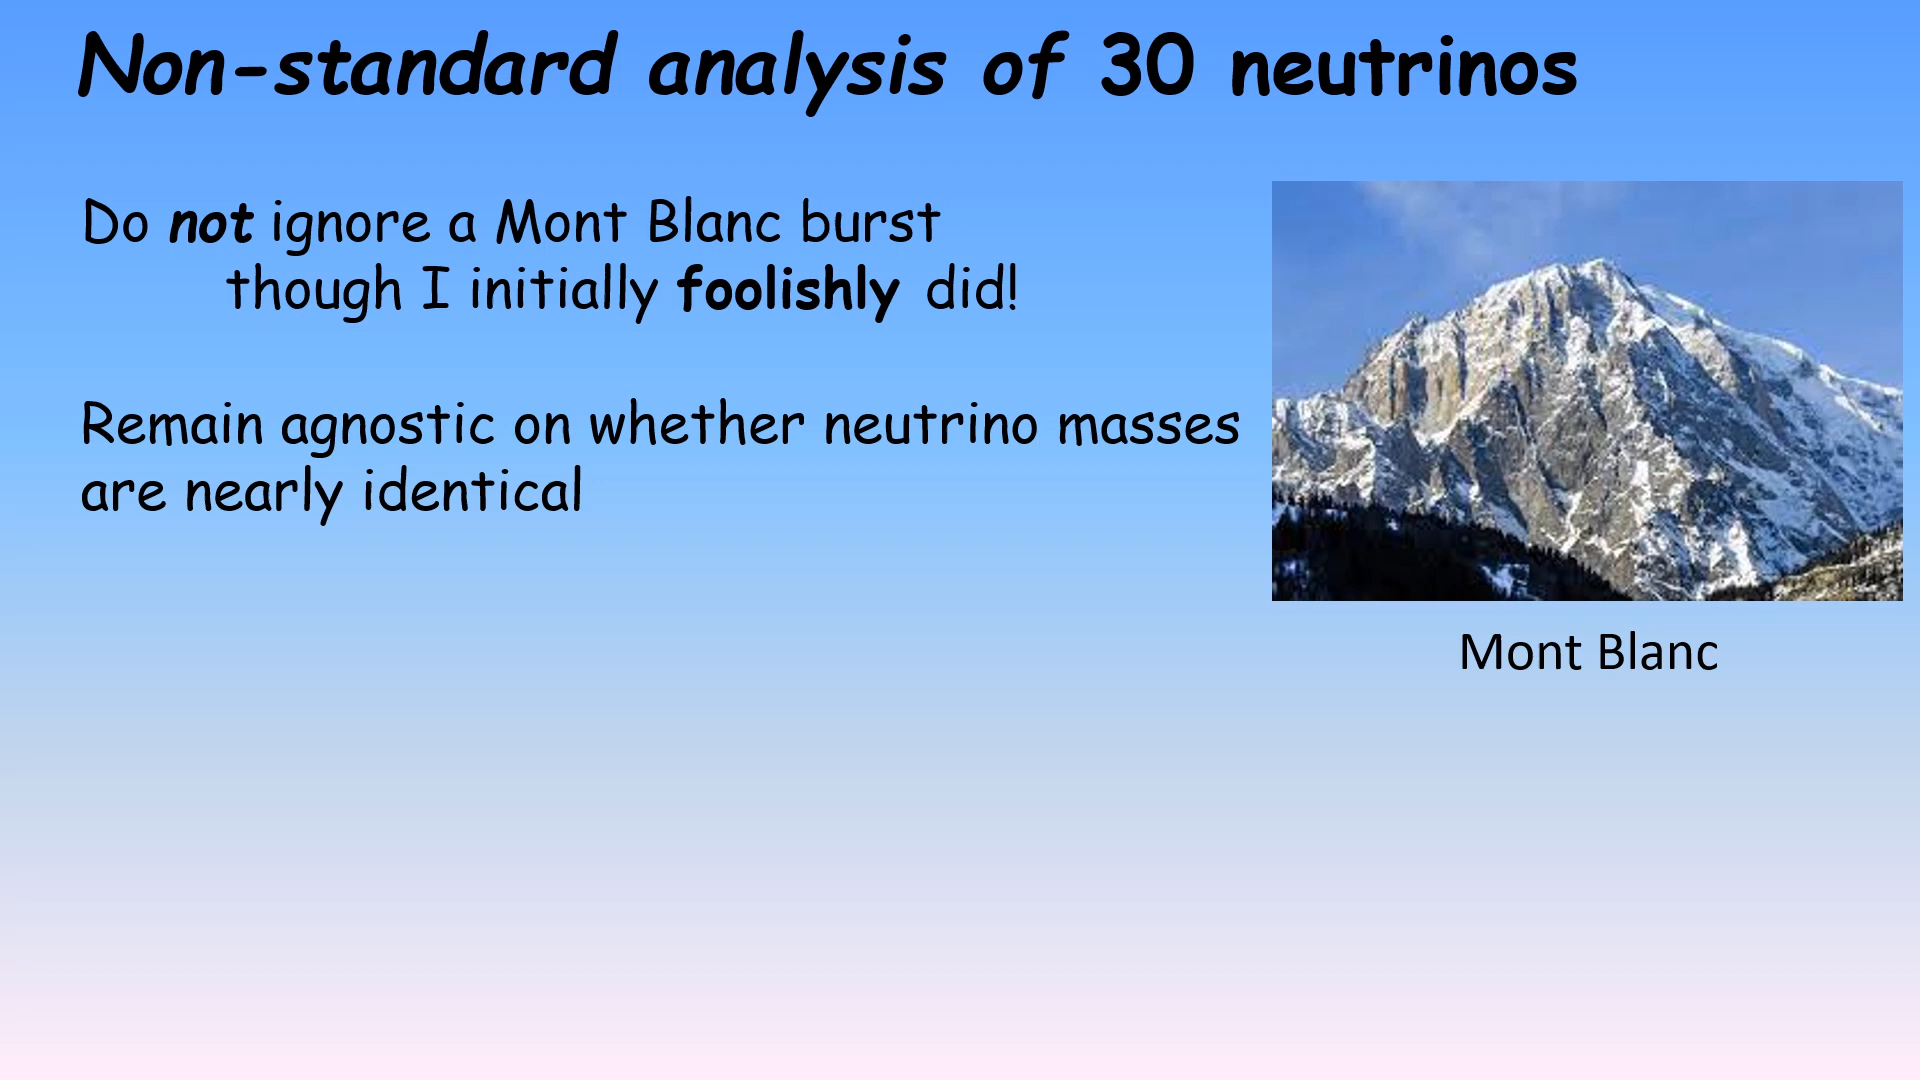 Non-standard analysis of 30 neutrinos
Do not ignore a Mont Blanc burst
though I initially foolishly did!
Remain agnostic on whether neutrino masses
are nearly identical
Mont Blanc